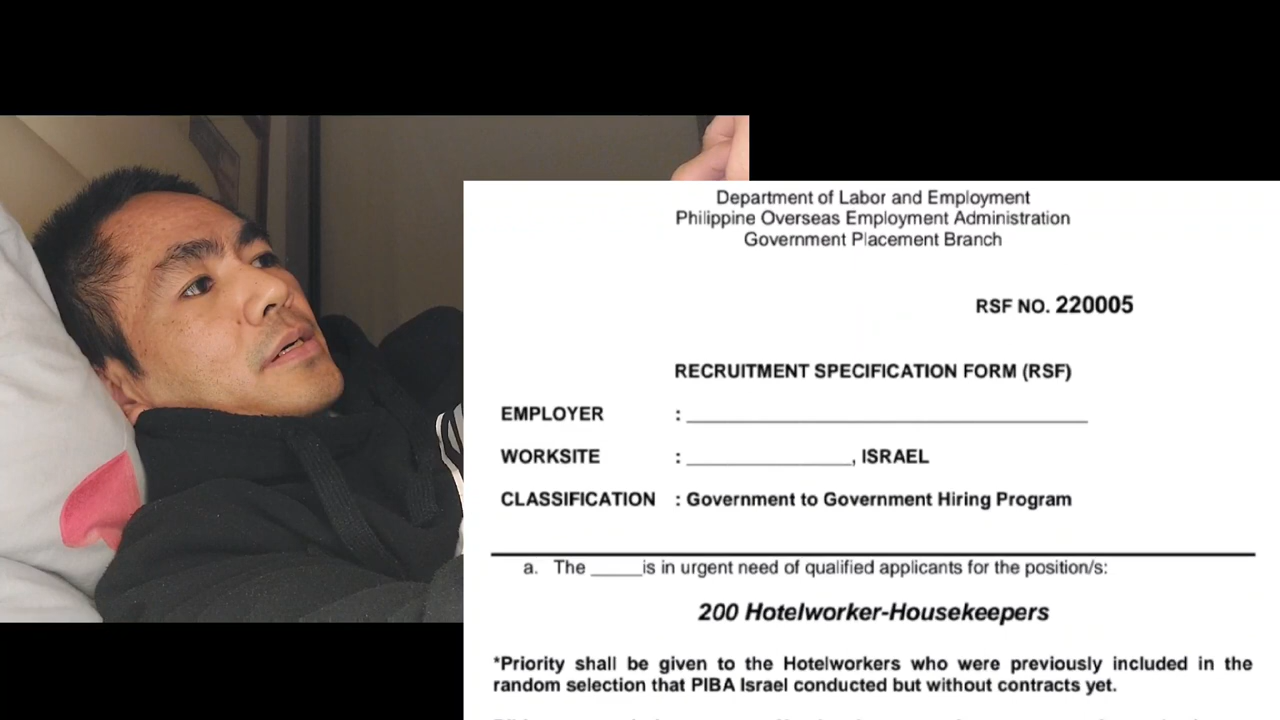 Department of Labor and Employment
Philippine Overseas Employment Administration
Government Placement Branch
RSF NO. 220005
RECRUITMENT SPECIFICATION FORM (RSF)
EMPLOYER : ____________________________________
WORKSITE : _______________, ISRAEL
CLASSIFICATION : Government to Government Hiring Program
a. The _____is in urgent need of qualified applicants for the position/s:
200 Hotelworker-Housekeepers
*Priority shall be given to the Hotelworkers who were previously included in the
random selection that PIBA Israel conducted but without contracts yet.